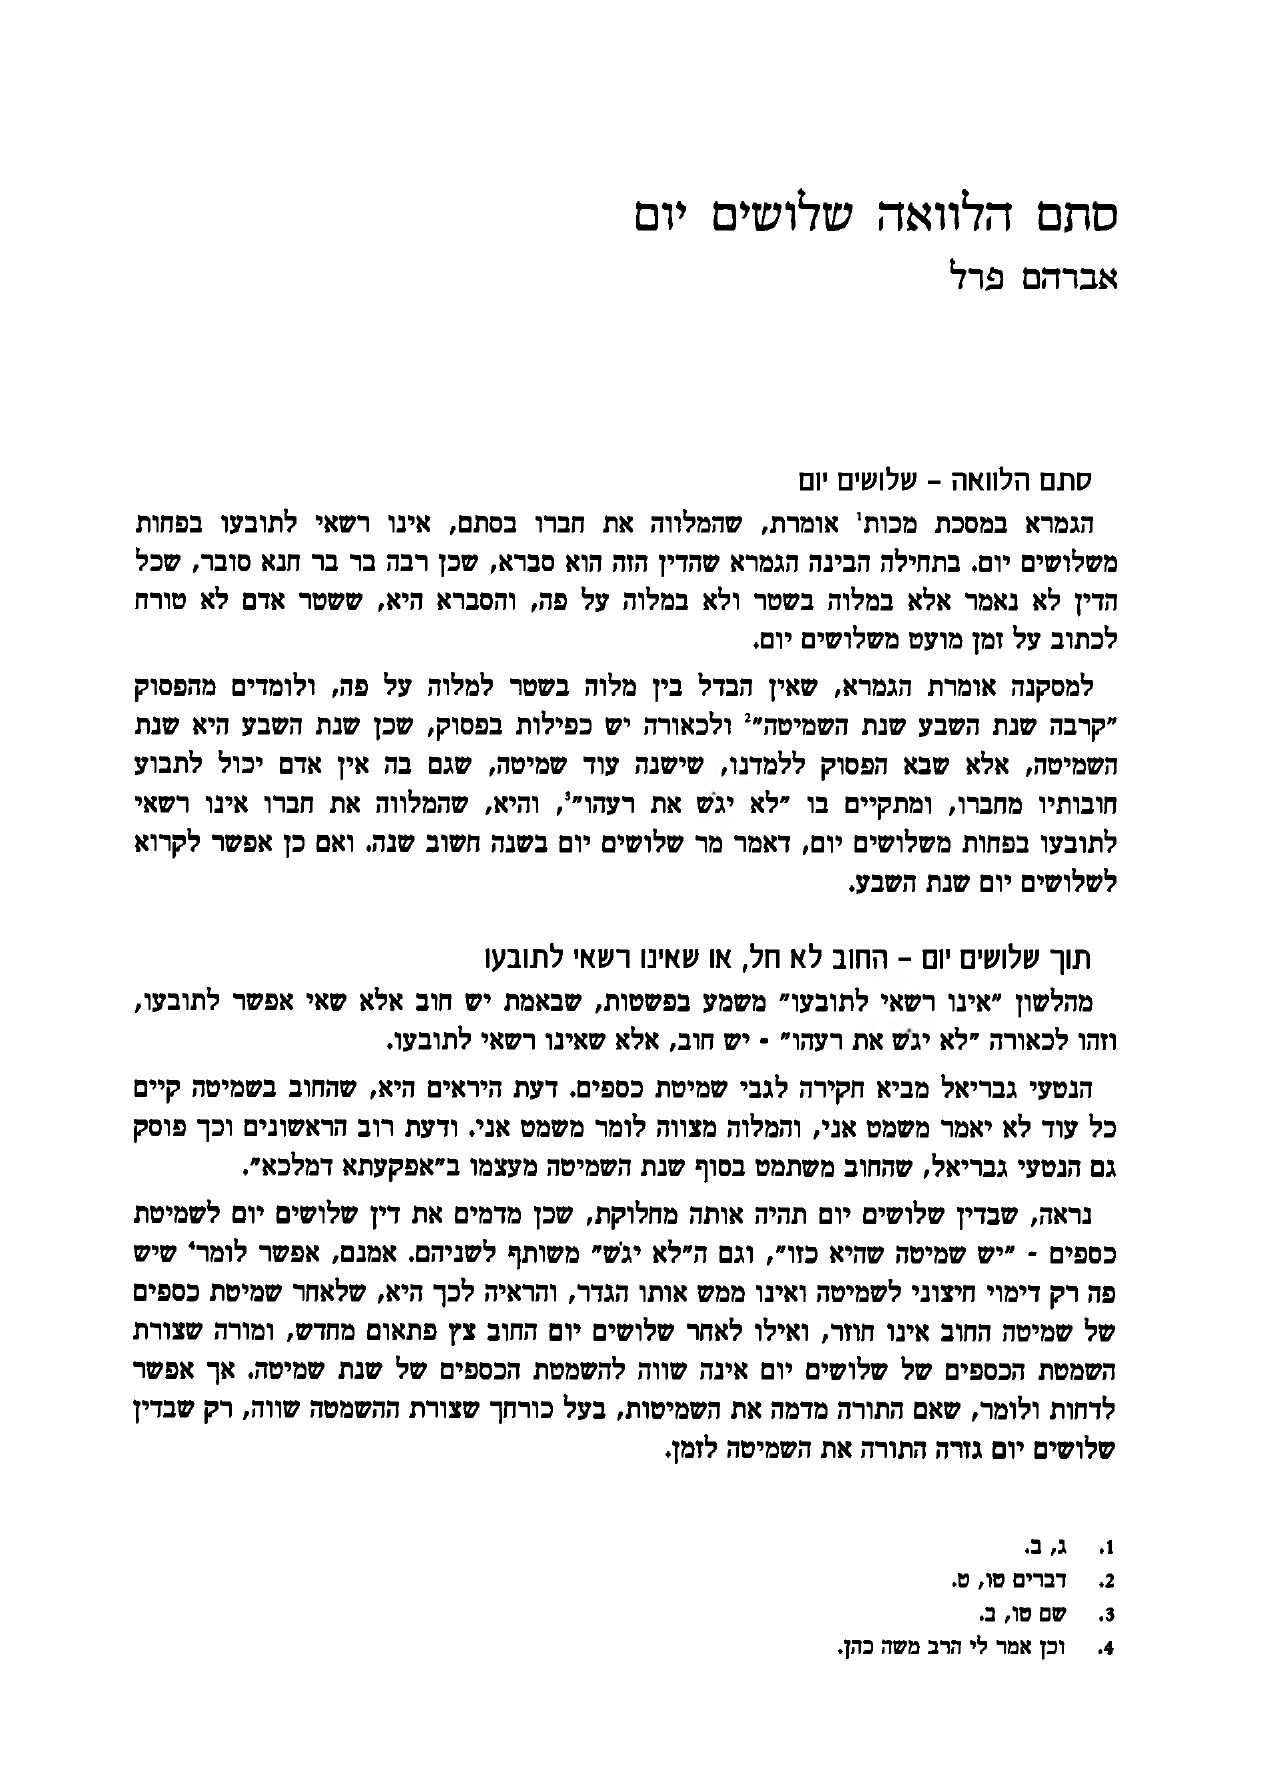 סתם הלוואה שלושים יום
אברהם פרל
סתם הלוואה – שלושים יום
הגמרא במסכת מכות¹ אומרת, שהמלווה את חברו בסתם, אינו רשאי לתובעו בפחות
משלושים יום. בתחילה הבינה הגמרא שהדין הזה הוא סברא, שכן רבה בר בר חנא סובר, שכל
הדין לא נאמר אלא במלוה בשטר ולא במלוה על פה, והסברא היא, ששטר אדם לא טורח
לכתוב על זמן מועט משלושים יום.
למסקנה אומרת הגמרא, שאין הבדל בין מלוה בשטר למלוה על פה, ולומדים מהפסוק
"קרבה שנת השבע שנת השמיטה"² ולכאורה יש כפילות בפסוק, שכן שנת השבע היא שנת
השמיטה, אלא שבא הפסוק ללמדנו, שישנה עוד שמיטה, שגם בה אין אדם יכול לתבוע
חובותיו מחברו, ומתקיים בו "לא יגש את רעהו"³, והיא, שהמלווה את חברו אינו רשאי
לתובעו בפחות משלושים יום, דאמר מר שלושים יום בשנה חשוב שנה. ואם כן אפשר לקרוא
לשלושים יום שנת השבע.
תוך שלושים יום – החוב לא חל, או שאינו רשאי לתובעו
מהלשון "אינו רשאי לתובעו" משמע בפשטות, שבאמת יש חוב אלא שאי אפשר לתובעו,
וזהו לכאורה "לא יגש את רעהו" - יש חוב, אלא שאינו רשאי לתובעו.
הנטעי גבריאל מביא חקירה לגבי שמיטת כספים. דעת היראים היא, שהחוב בשמיטה קיים
כל עוד לא יאמר משמט אני, והמלוה מצווה לומר משמט אני. ודעת רוב הראשונים וכך פוסק
גם הנטעי גבריאל, שהחוב משתמט בסוף שנת השמיטה מעצמו ב"אפקעתא דמלכא".
נראה, שבדין שלושים יום תהיה אותה מחלוקת, שכן מדמים את דין שלושים יום לשמיטת
כספים - "יש שמיטה שהיא כזו", וגם ה"לא יגש" משותף לשניהם. אמנם, אפשר לומר⁴ שיש
פה רק דימוי חיצוני לשמיטה ואינו ממש אותו הגדר, והראיה לכך היא, שלאחר שמיטת כספים
של שמיטה החוב אינו חוזר, ואילו לאחר שלושים יום החוב צץ פתאום מחדש, ומורה שצורת
השמטת הכספים של שלושים יום אינה שווה להשמטת הכספים של שנת שמיטה. אך אפשר
לדחות ולומר, שאם התורה מדמה את השמיטות, בעל כורחך שצורת ההשמטה שווה, רק שבדין
שלושים יום גזרה התורה את השמיטה לזמן.
1. ג, ב.
2. דברים טו, ט.
3. שם טו, ב.
4. וכן אמר לי הרב משה כהן.